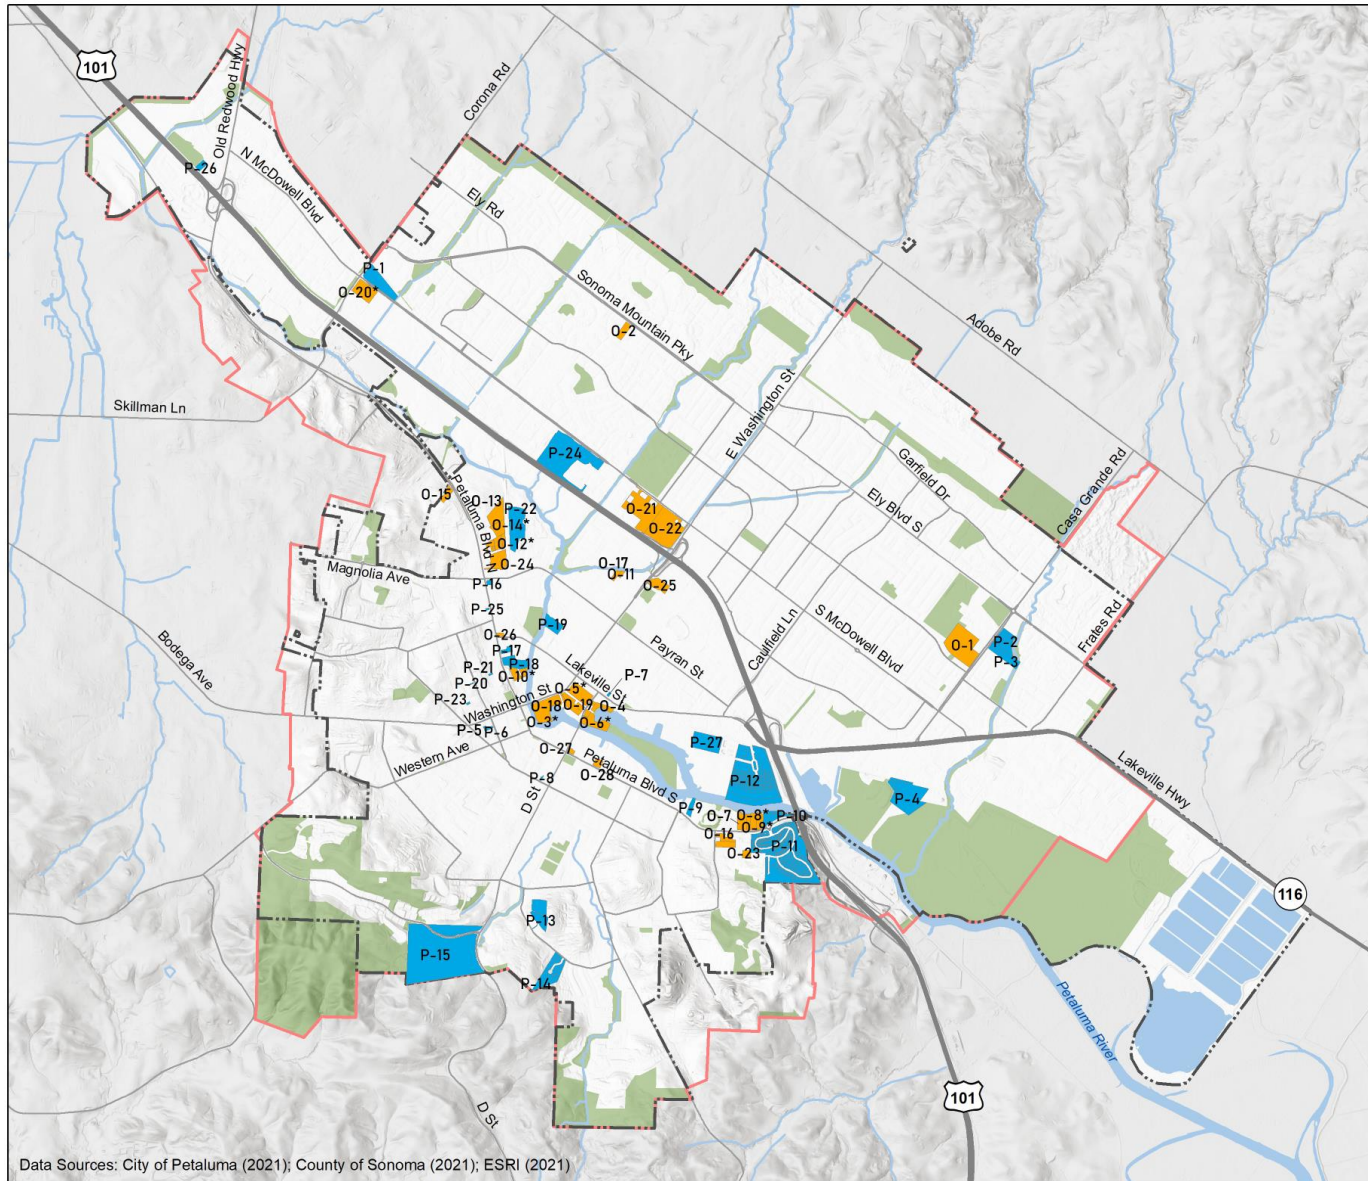 101
Old Redwood Hwy
Corona Rd
P-26
N McDowell Blvd
Ely Rd
P-1
O-20*
Sonoma Mountain Pky
O-2
Adobe Rd
Skillman Ln
E Washington St
P-24
Garfield Dr
Casa Grande Rd
Ely Blvd S
O-15
Petaluma Blvd N
O-13
P-22
O-14*
O-12*
O-24
O-21
O-22
O-17
O-11
O-25
Magnolia Ave
P-16
P-25
P-19
O-26
P-17
P-18
O-10*
P-21
P-20
P-23
Bodega Ave
Payran St
Caulfield Ln
S McDowell Blvd
O-1
P-2
P-3
Frates Rd
Lakeville St
P-7
O-5*
Washington St
O-18
O-19
O-4
O-3*
O-6*
P-5
P-6
Western Ave
O-27
O-28
P-8
D St
Petaluma Blvd S
P-27
P-12
P-4
Lakeville Hwy
P-9
O-7
O-8*
P-10
O-9*
O-16
O-23
P-11
116
P-13
P-15
P-14
Petaluma River
101
D St
Data Sources: City of Petaluma (2021); County of Sonoma (2021); ESRI (2021)